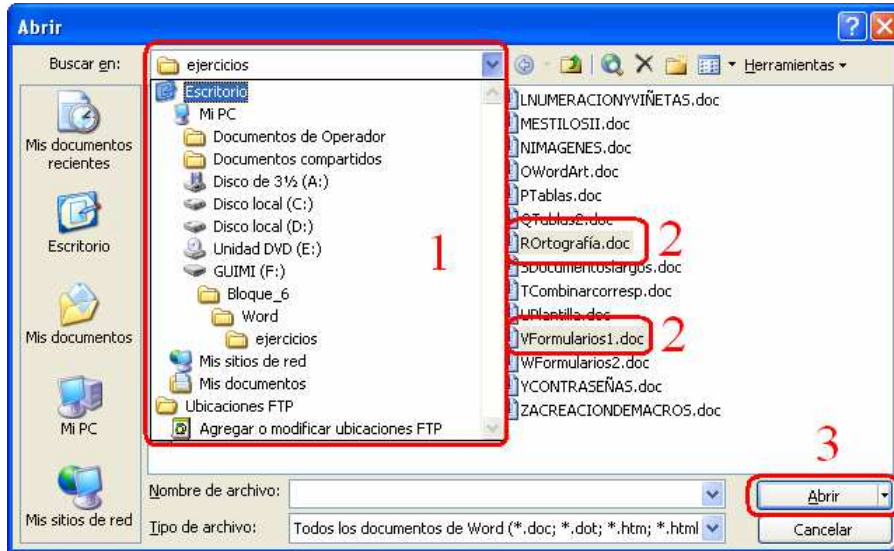 Abrir
Buscar en:
ejercicios
Herramientas
Mis documentos
recientes
Escritorio
Mis documentos
Mi PC
Mis sitios de red
Escritorio
Mi PC
Documentos de Operador
Documentos compartidos
Disco de 3½ (A:)
Disco local (C:)
Disco local (D:)
Unidad DVD (E:)
GUIMI (F:)
Bloque_6
Word
ejercicios
Mis sitios de red
Mis documentos
Ubicaciones FTP
Agregar o modificar ubicaciones FTP
1
LNUMERACIONYVIÑETAS.doc
MESTILOSII.doc
NIMAGENES.doc
OWordArt.doc
PTablas.doc
QTablas2.doc
ROrtografía.doc 2
SDocumentoslargos.doc
TCombinarcorresp.doc
UPlantilla.doc
VFormularios1.doc 2
WFormularios2.doc
YCONTRASEÑAS.doc
ZACREACIONDEMACROS.doc
3
Nombre de archivo:
Abrir
Tipo de archivo: Todos los documentos de Word (*.doc; *.dot; *.htm; *.html
Cancelar